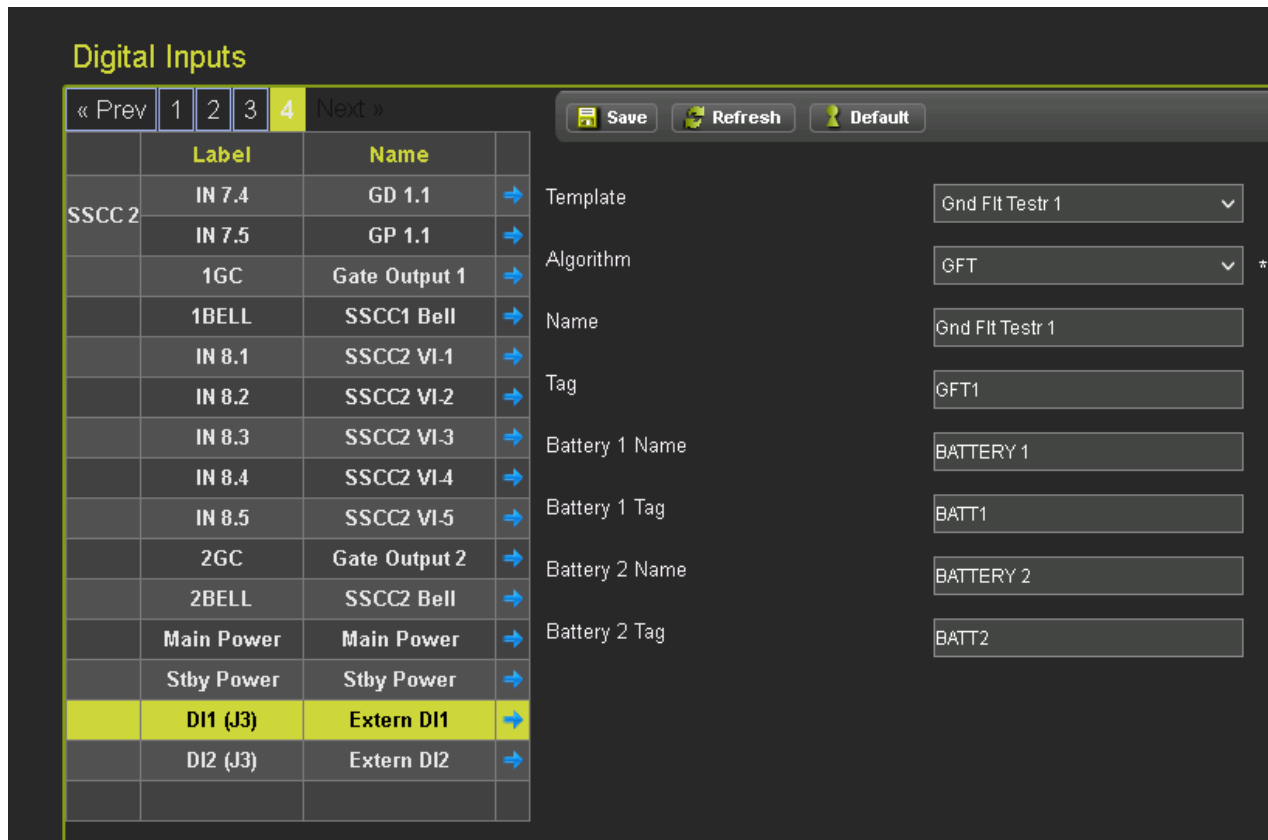 Digital Inputs
« Prev 1 2 3 4 Next »
Save Refresh Default
Label Name
SSCC 2
IN 7.4 GD 1.1
IN 7.5 GP 1.1
1GC Gate Output 1
1BELL SSCC1 Bell
IN 8.1 SSCC2 VI-1
IN 8.2 SSCC2 VI-2
IN 8.3 SSCC2 VI-3
IN 8.4 SSCC2 VI-4
IN 8.5 SSCC2 VI-5
2GC Gate Output 2
2BELL SSCC2 Bell
Main Power Main Power
Stby Power Stby Power
DI1 (J3) Extern DI1
DI2 (J3) Extern DI2
Template Gnd Flt Testr 1
Algorithm GFT *
Name Gnd Flt Testr 1
Tag GFT1
Battery 1 Name BATTERY 1
Battery 1 Tag BATT1
Battery 2 Name BATTERY 2
Battery 2 Tag BATT2